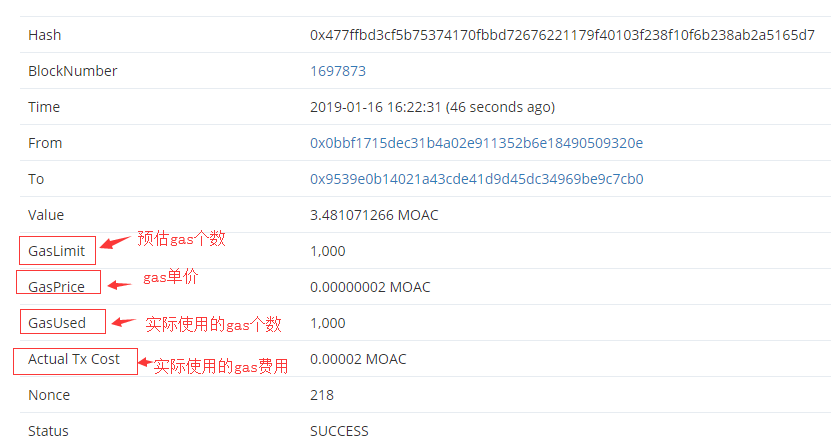 Hash 0x477ffbd3cf5b75374170fbbd72676221179f40103f238f10f6b238ab2a5165d7
BlockNumber 1697873
Time 2019-01-16 16:22:31 (46 seconds ago)
From 0x0bbf1715dec31b4a02e911352b6e18490509320e
To 0x9539e0b14021a43cde41d9d45dc34969be9c7cb0
Value 3.481071266 MOAC
预估gas个数
GasLimit 1,000
gas单价
GasPrice 0.00000002 MOAC
GasUsed 实际使用的gas个数 1,000
Actual Tx Cost 实际使用的gas费用 0.00002 MOAC
Nonce 218
Status SUCCESS